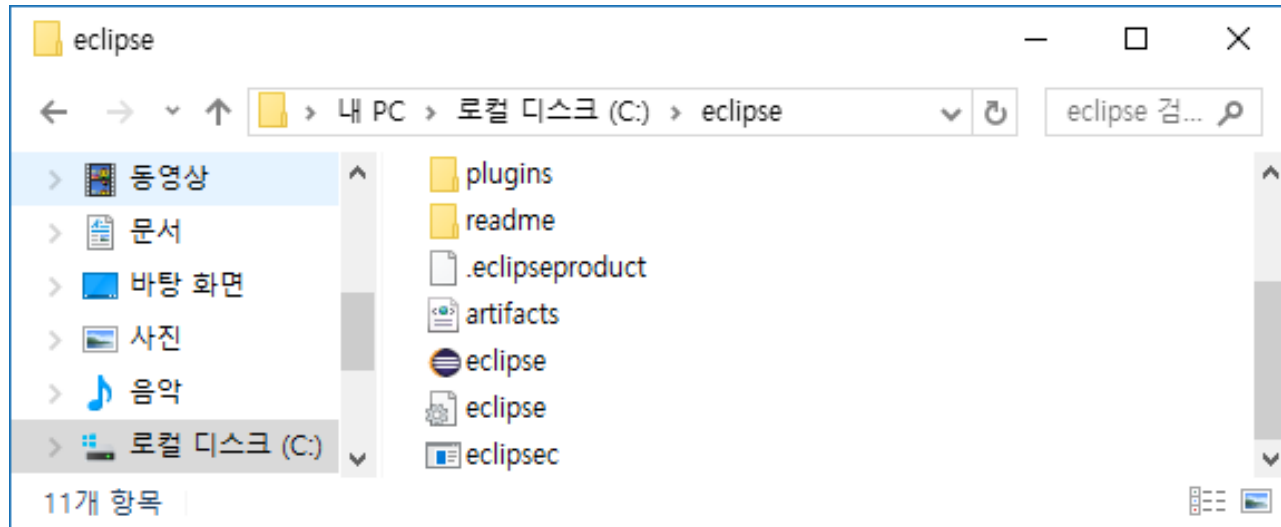 eclipse
내 PC > 로컬 디스크 (C:) > eclipse
eclipse 검...
동영상
문서
바탕 화면
사진
음악
로컬 디스크 (C:)
plugins
readme
.eclipseproduct
artifacts
eclipse
eclipse
eclipsec
11개 항목